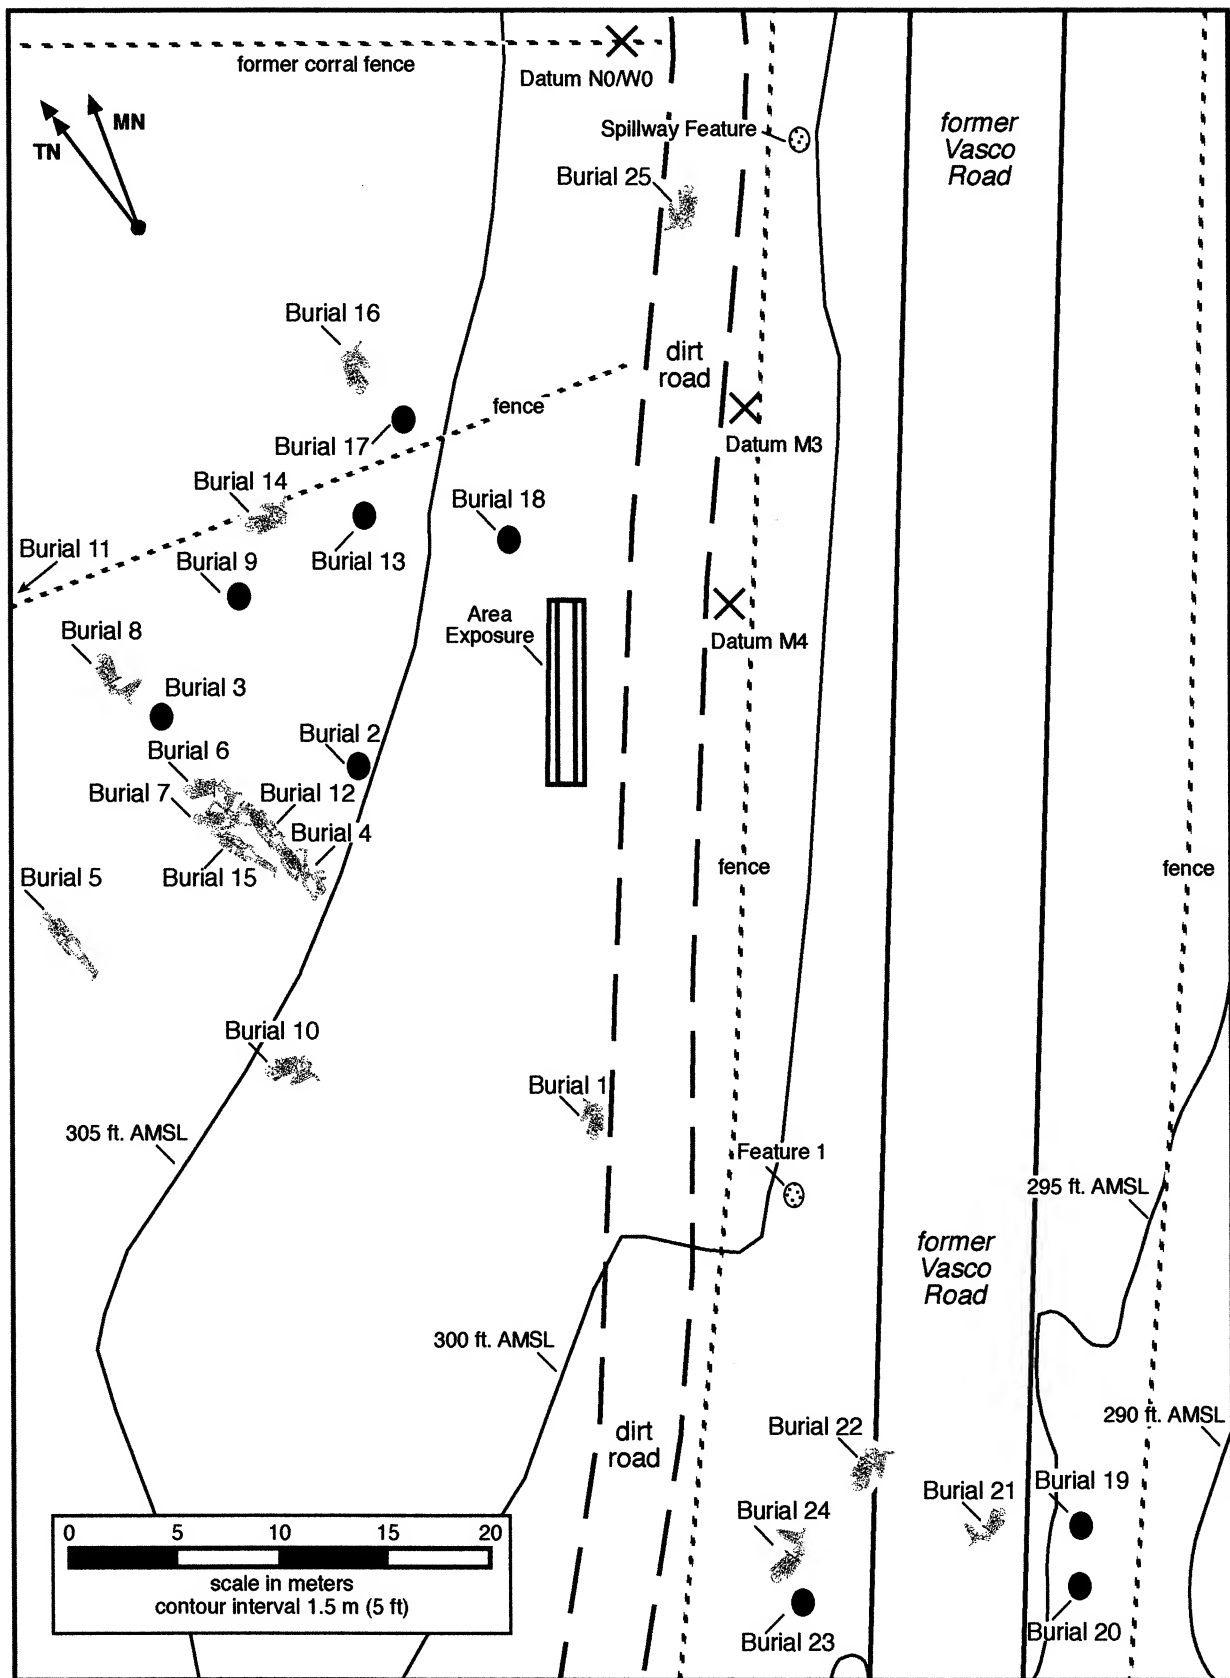 former corral fence
Datum N0/W0
MN
TN
Spillway Feature
former
Vasco
Road
Burial 25
Burial 16
dirt
road
fence
Burial 17
Datum M3
Burial 14
Burial 18
Burial 11
Burial 9
Burial 13
Area
Exposure
Burial 8
Datum M4
Burial 3
Burial 2
Burial 6
Burial 7
Burial 12
Burial 4
Burial 5
Burial 15
fence
fence
Burial 10
Burial 1
305 ft. AMSL
Feature 1
295 ft. AMSL
former
Vasco
Road
300 ft. AMSL
290 ft. AMSL
dirt
road
Burial 22
Burial 21
Burial 19
Burial 24
0 5 10 15 20
scale in meters
contour interval 1.5 m (5 ft)
Burial 23
Burial 20